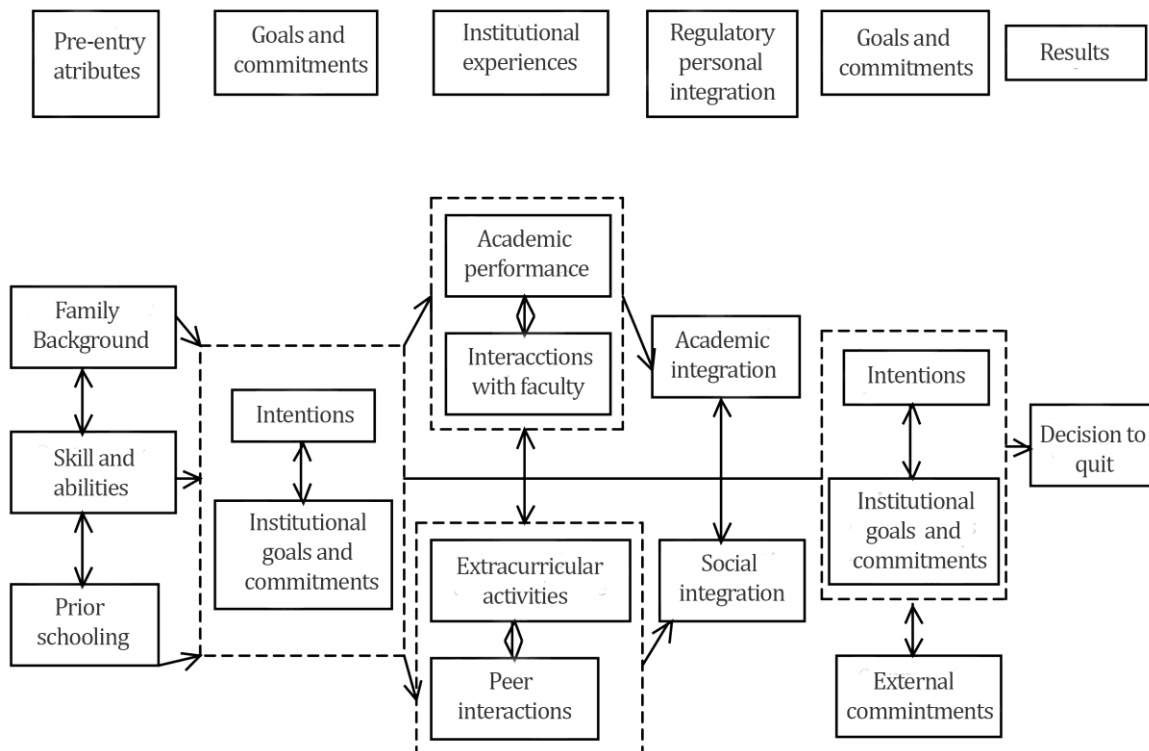 Pre-entry
atributes
Goals and
commitments
Institutional
experiences
Regulatory
personal
integration
Goals and
commitments
Results
Family
Background
Skill and
abilities
Prior
schooling
Intentions
Institutional
goals and
commitments
Academic
performance
Interacctions
with faculty
Extracurricular
activities
Peer
interactions
Academic
integration
Social
integration
Intentions
Institutional
goals and
commitments
External
commintments
Decision to
quit